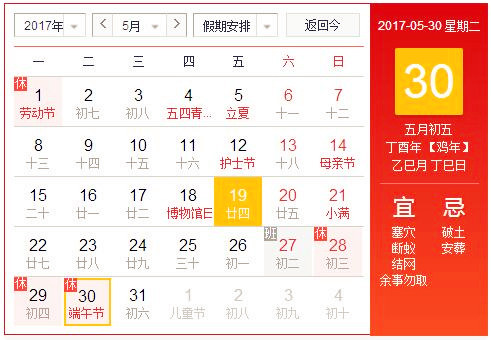 2017年 5月 假期安排 返回今
一 二 三 四 五 六 日
休 1 2 3 4 5 6 7
劳动节 初七 初八 五四青... 立夏 十一 十二
8 9 10 11 12 13 14
十三 十四 十五 十六 护士节 十八 母亲节
15 16 17 18 19 20 21
二十 廿一 廿二 博物馆日 廿四 廿五 小满
22 23 24 25 26 班 27 休 28
廿七 廿八 廿九 三十 初一 初二 初三
休 29 休 30 31 1 2 3 4
初四 端午节 初六 儿童节 初八 初九 初十
2017-05-30 星期二
30
五月初五
丁酉年【鸡年】
乙巳月 丁巳日
宜 忌
塞穴 破土
断蚁 安葬
结网
余事勿取